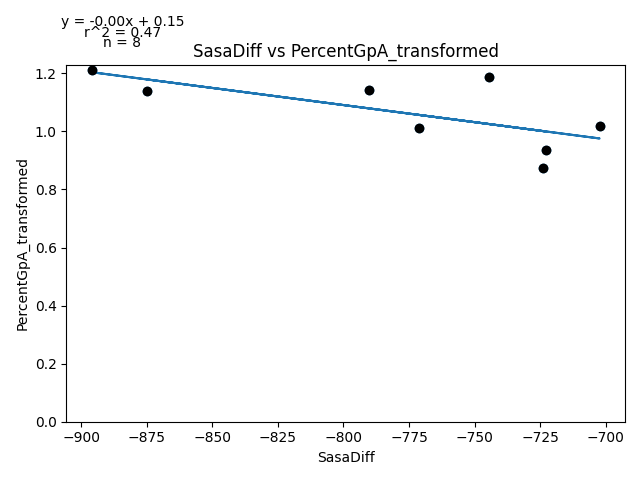 y = -0.00x + 0.15
r^2 = 0.47
n = 8
SasaDiff vs PercentGpA_transformed
1.2
1.0
0.8
0.6
0.4
0.2
0.0
PercentGpA_transformed
−900 −875 −850 −825 −800 −775 −750 −725 −700
SasaDiff